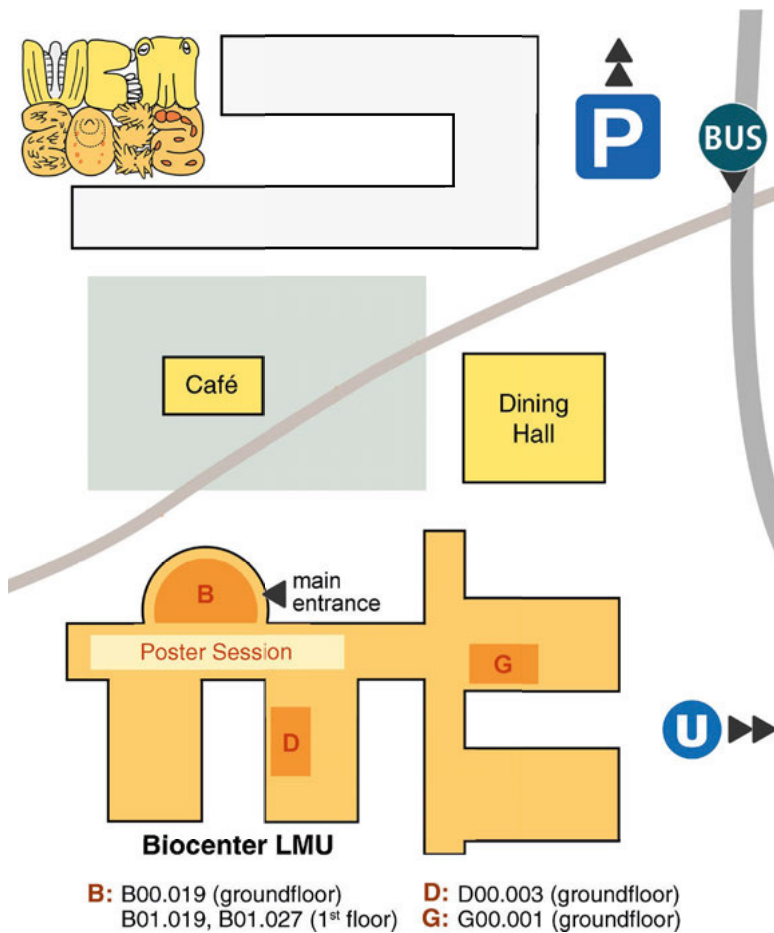 P
BUS
Café
Dining
Hall
B
main
entrance
Poster Session
G
D
U
Biocenter LMU
B: B00.019 (groundfloor)
B01.019, B01.027 (1st floor)
D: D00.003 (groundfloor)
G: G00.001 (groundfloor)